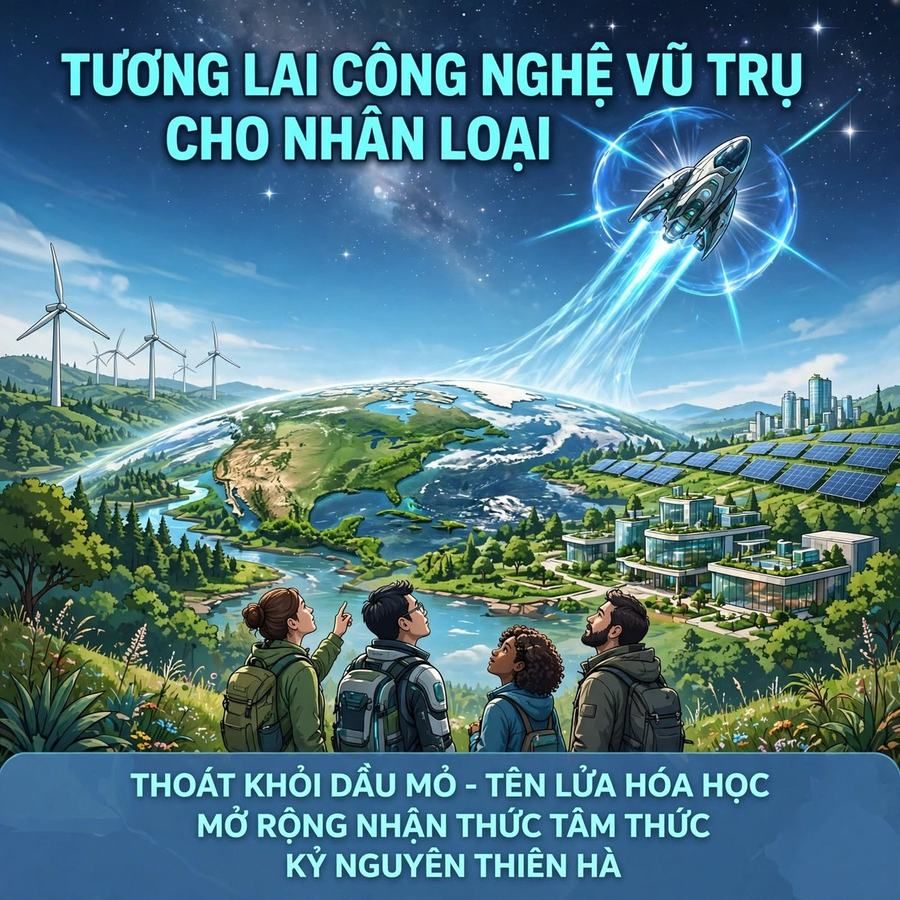 TƯƠNG LAI CÔNG NGHỆ VŨ TRỤ
CHO NHÂN LOẠI
THOÁT KHỎI DẦU MỎ - TÊN LỬA HÓA HỌC
MỞ RỘNG NHẬN THỨC TÂM THỨC
KỶ NGUYÊN THIÊN HÀ